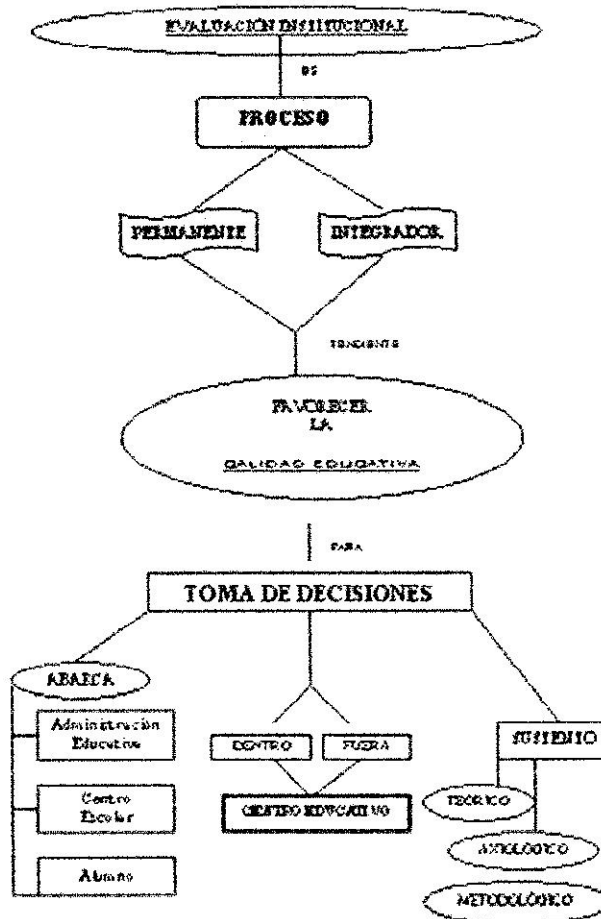 EVALUACIÓN INSTITUCIONAL
ES
PROCESO
PERMANENTE
INTEGRADOR
TENDIENTE
FAVORECER
LA
CALIDAD EDUCATIVA
PARA
TOMA DE DECISIONES
ABARCA
Administración
Educativa
Centro
Escolar
Alumno
DENTRO
FUERA
CENTRO EDUCATIVO
SUSTENTO
TEÓRICO
AXIOLÓGICO
METODOLÓGICO